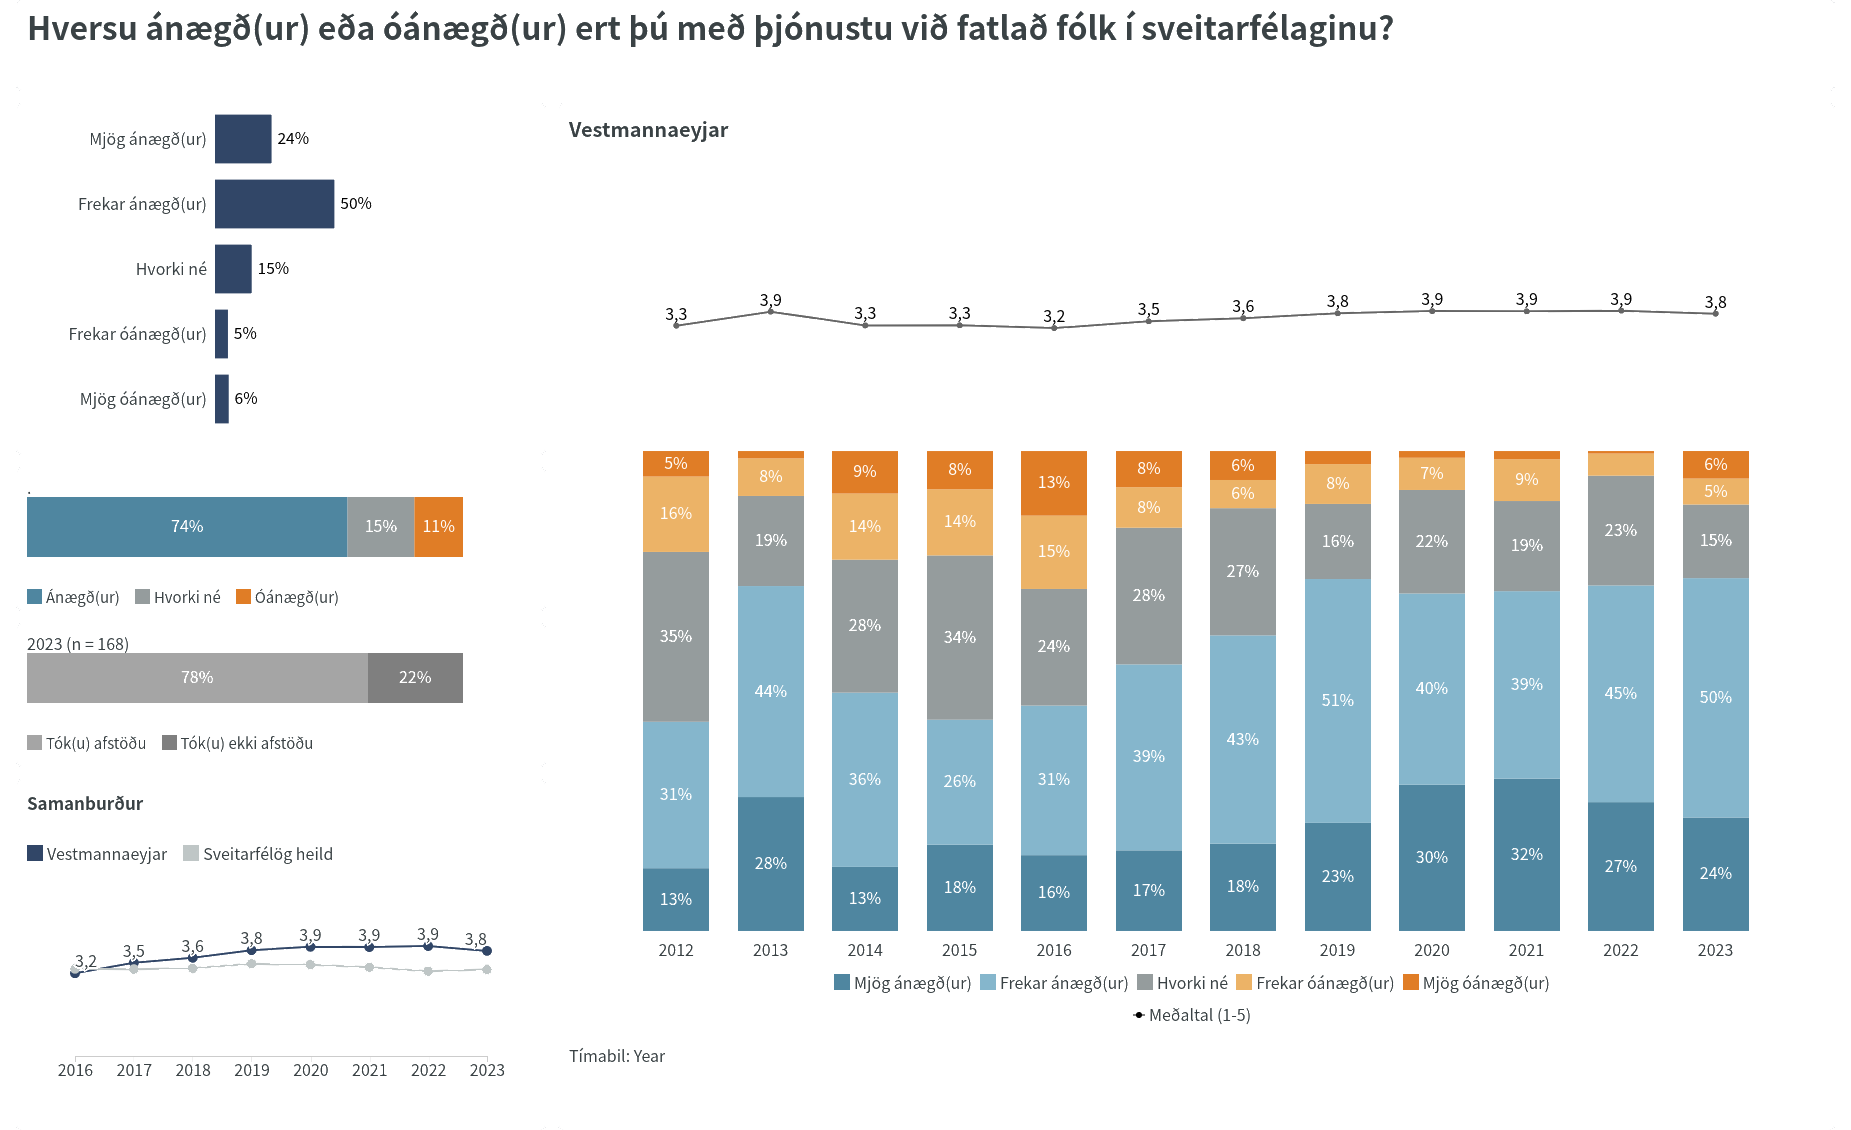 Hversu ánægð(ur) eða óánægð(ur) ert þú með þjónustu við fatlað fólk í sveitarfélaginu?
Mjög ánægð(ur) 24%
Frekar ánægð(ur) 50%
Hvorki né 15%
Frekar óánægð(ur) 5%
Mjög óánægð(ur) 6%
.
74% 15% 11%
Ánægð(ur) Hvorki né Óánægð(ur)
2023 (n = 168)
78% 22%
Tók(u) afstöðu Tók(u) ekki afstöðu
Samanburður
Vestmannaeyjar Sveitarfélög heild
3,2 3,5 3,6 3,8 3,9 3,9 3,9 3,8
2016 2017 2018 2019 2020 2021 2022 2023
Vestmannaeyjar
3,3 3,9 3,3 3,3 3,2 3,5 3,6 3,8 3,9 3,9 3,9 3,8
5% 9% 8% 13% 8% 6% 6%
16% 8% 14% 14% 15% 8% 6% 8% 7% 9% 5%
35% 19% 28% 34% 24% 28% 27% 16% 22% 19% 23% 15%
31% 44% 36% 26% 31% 39% 43% 51% 40% 39% 45% 50%
13% 28% 13% 18% 16% 17% 18% 23% 30% 32% 27% 24%
2012 2013 2014 2015 2016 2017 2018 2019 2020 2021 2022 2023
Mjög ánægð(ur) Frekar ánægð(ur) Hvorki né Frekar óánægð(ur) Mjög óánægð(ur)
Meðaltal (1-5)
Tímabil: Year